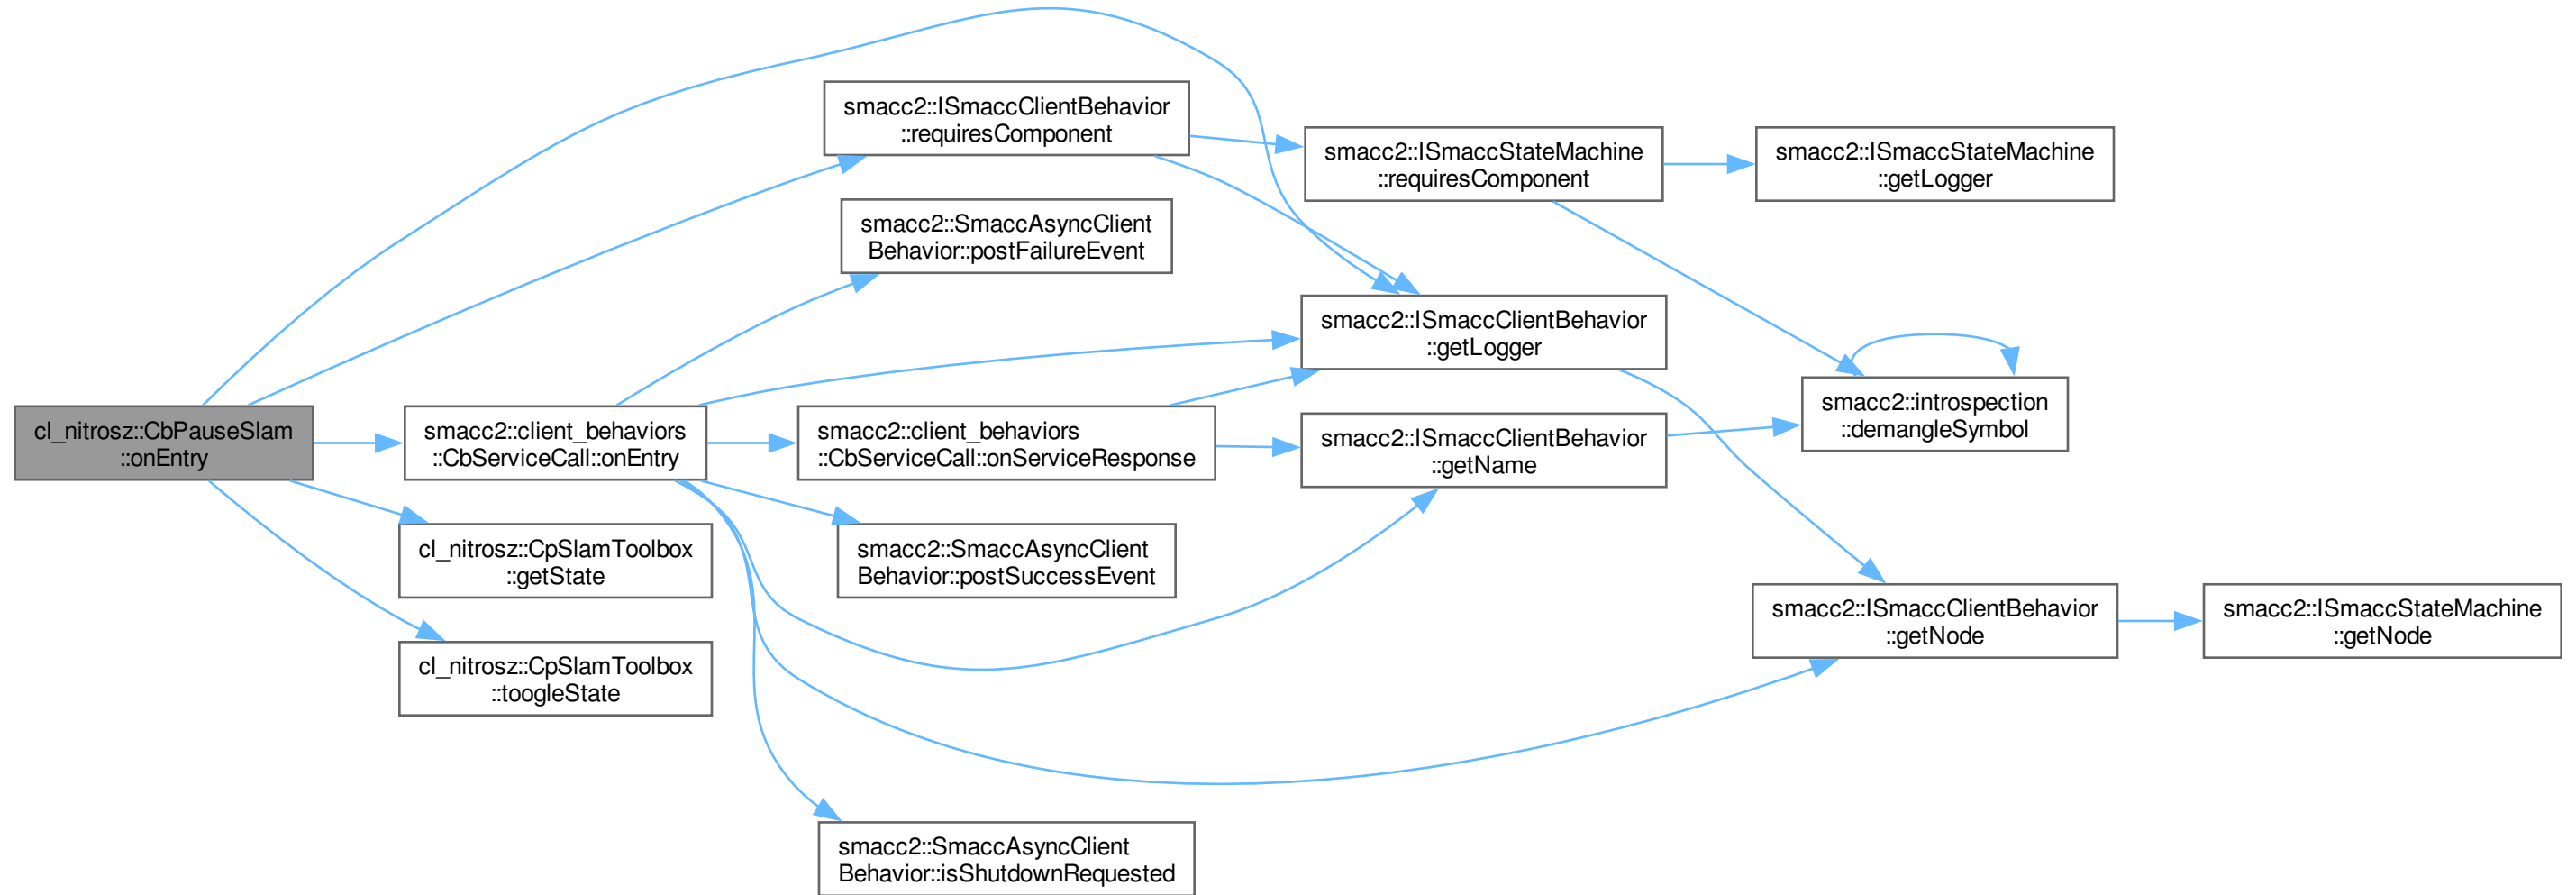 smacc2::ISmaccClientBehavior
::requiresComponent
smacc2::ISmaccStateMachine
::requiresComponent
smacc2::ISmaccStateMachine
::getLogger
smacc2::SmaccAsyncClient
Behavior::postFailureEvent
smacc2::ISmaccClientBehavior
::getLogger
cl_nitrosz::CbPauseSlam
::onEntry
smacc2::client_behaviors
::CbServiceCall::onEntry
smacc2::client_behaviors
::CbServiceCall::onServiceResponse
smacc2::ISmaccClientBehavior
::getName
smacc2::introspection
::demangleSymbol
cl_nitrosz::CpSlamToolbox
::getState
smacc2::SmaccAsyncClient
Behavior::postSuccessEvent
smacc2::ISmaccClientBehavior
::getNode
smacc2::ISmaccStateMachine
::getNode
cl_nitrosz::CpSlamToolbox
::toogleState
smacc2::SmaccAsyncClient
Behavior::isShutdownRequested